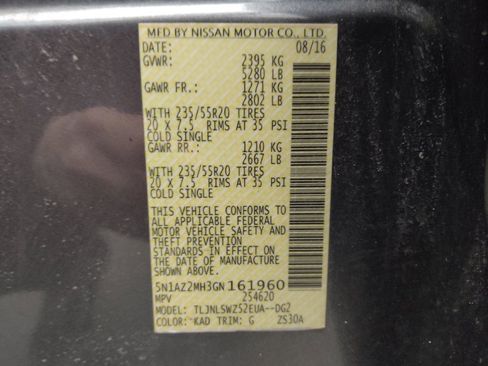 MFD BY NISSAN MOTOR CO., LTD.
DATE: 08/16
GVWR: 2395 KG
5280 LB
GAWR FR.: 1271 KG
2802 LB
WITH 235/55R20 TIRES
20 X 7.5 RIMS AT 35 PSI
COLD SINGLE
GAWR RR.: 1210 KG
2667 LB
WITH 235/55R20 TIRES
20 X 7.5 RIMS AT 35 PSI
COLD SINGLE
THIS VEHICLE CONFORMS TO
ALL APPLICABLE FEDERAL
MOTOR VEHICLE SAFETY AND
THEFT PREVENTION
STANDARDS IN EFFECT ON
THE DATE OF MANUFACTURE
SHOWN ABOVE.
5N1AZ2MH3GN161960
MPV 254620
MODEL: TLJNLSWZ52EUA--DG2
COLOR: KAD TRIM: G Z530A